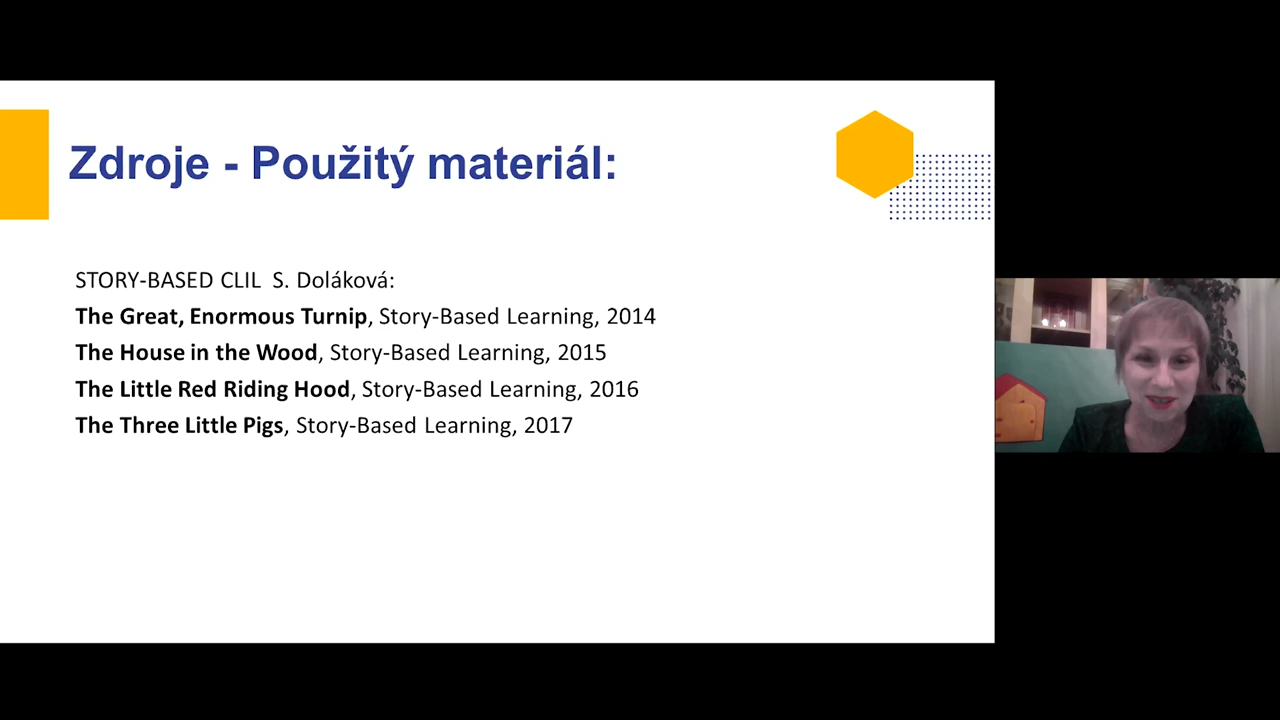 Zdroje - Použitý materiál:
STORY-BASED CLIL S. Doláková:
The Great, Enormous Turnip, Story-Based Learning, 2014
The House in the Wood, Story-Based Learning, 2015
The Little Red Riding Hood, Story-Based Learning, 2016
The Three Little Pigs, Story-Based Learning, 2017